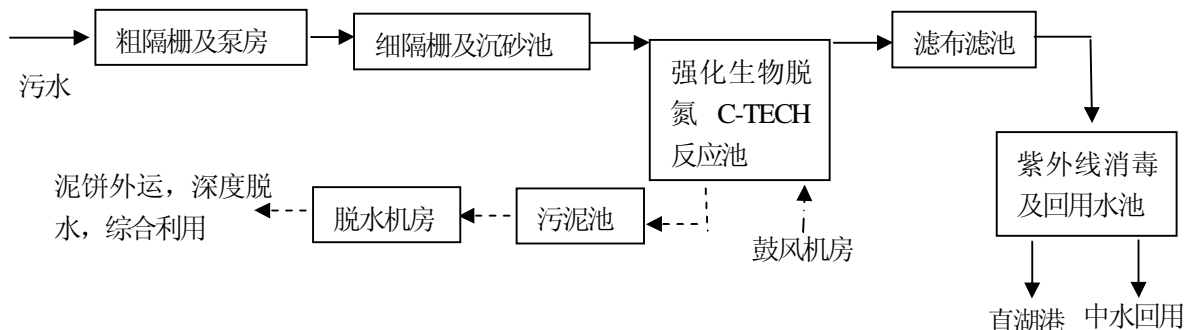 粗隔栅及泵房
细隔栅及沉砂池
滤布滤池
污水
强化生物脱
氮 C-TECH
反应池
紫外线消毒
及回用水池
泥饼外运，深度脱
水，综合利用
脱水机房
污泥池
鼓风机房
直湖港
中水回用